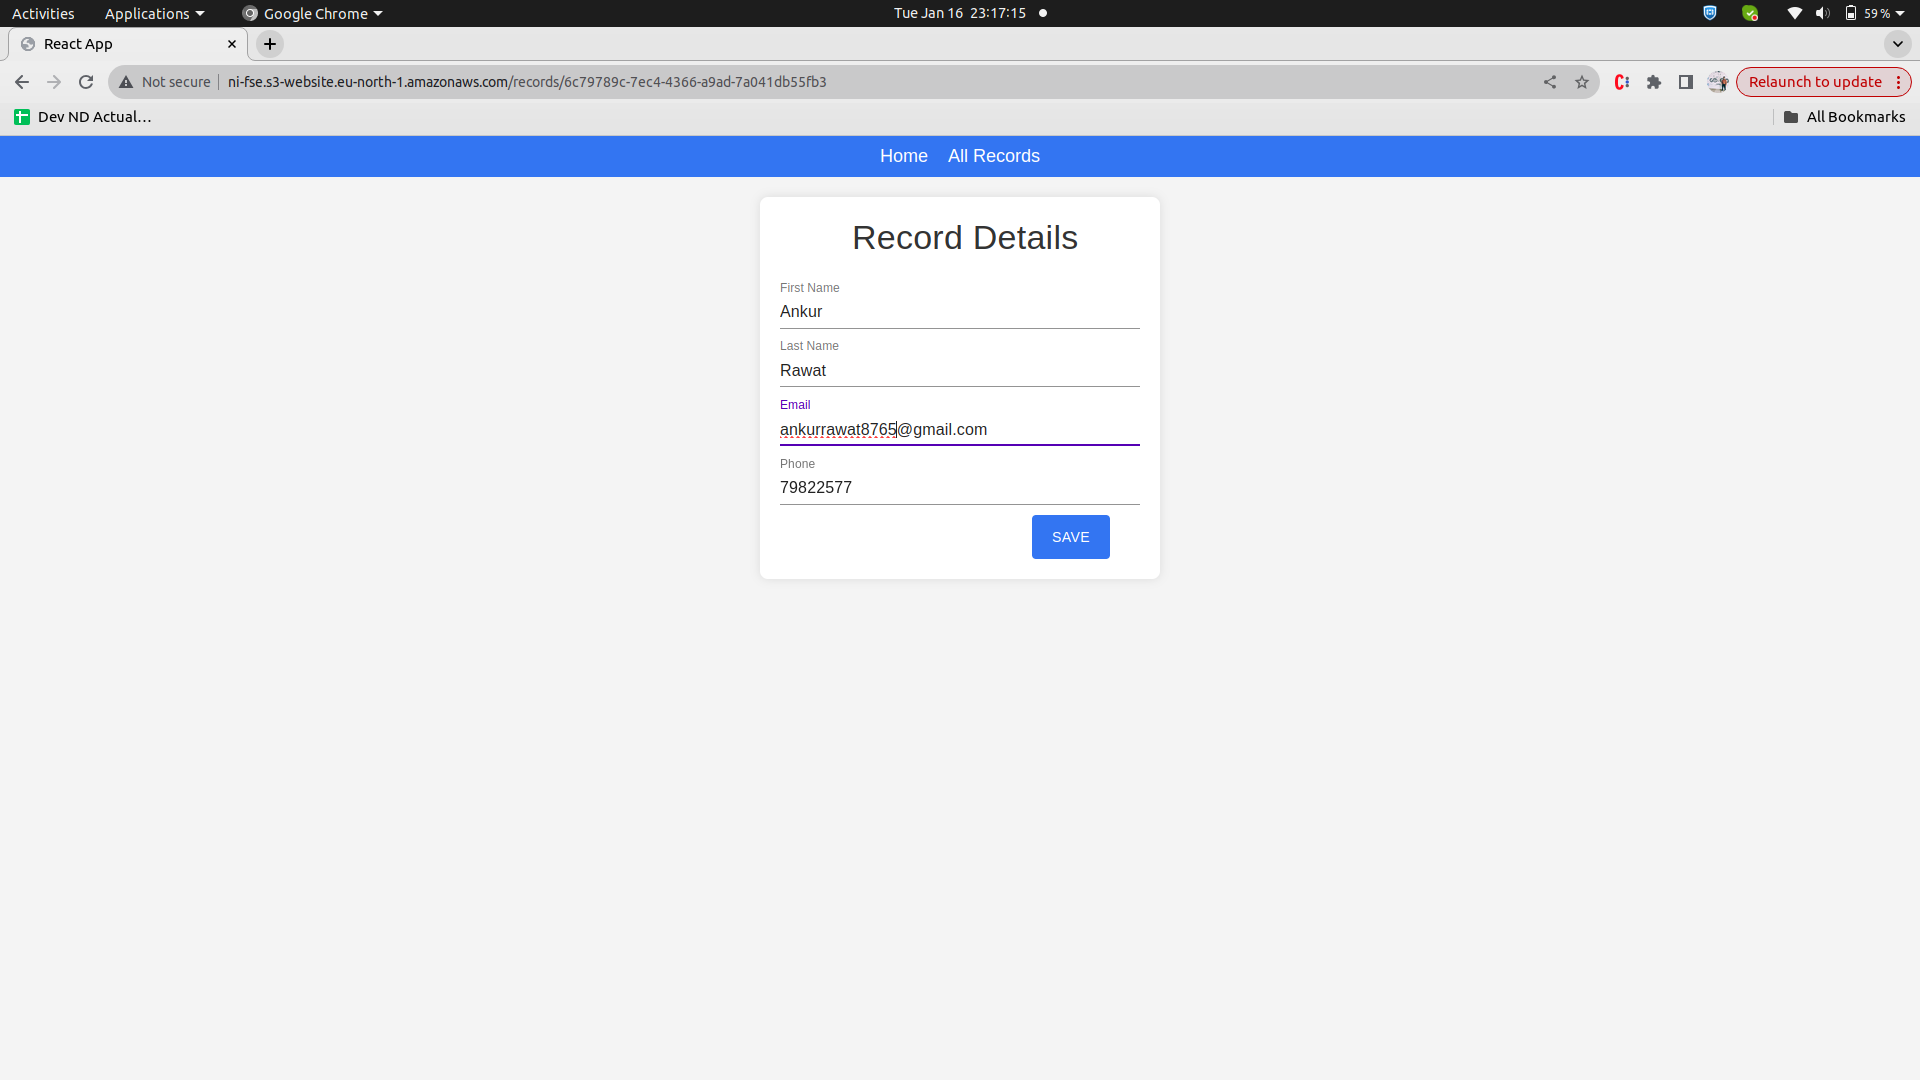 Activities Applications Google Chrome Tue Jan 16 23:17:15 59 %
React App
Not secure ni-fse.s3-website.eu-north-1.amazonaws.com/records/6c79789c-7ec4-4366-a9ad-7a041db55fb3 Relaunch to update
Dev ND Actual... All Bookmarks
Home All Records
Record Details
First Name
Ankur
Last Name
Rawat
Email
ankurrawat8765@gmail.com
Phone
79822577
SAVE